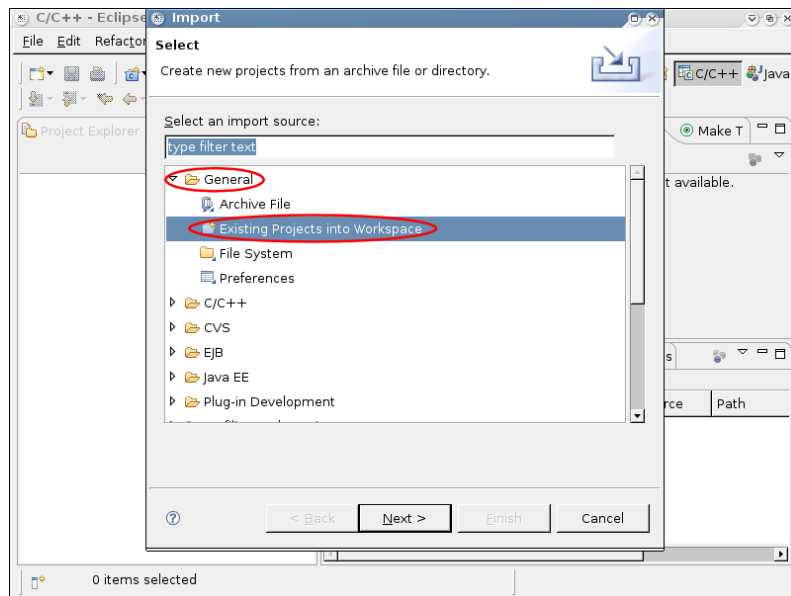 C/C++ - Eclipse
Import
File Edit Refactor
Select
Create new projects from an archive file or directory.
C/C++ Java
Project Explorer
Select an import source:
Make T
type filter text
t available.
General
Archive File
Existing Projects into Workspace
File System
Preferences
C/C++
CVS
EJB
s
Java EE
Plug-in Development
rce Path
< Back Next > Finish Cancel
0 items selected